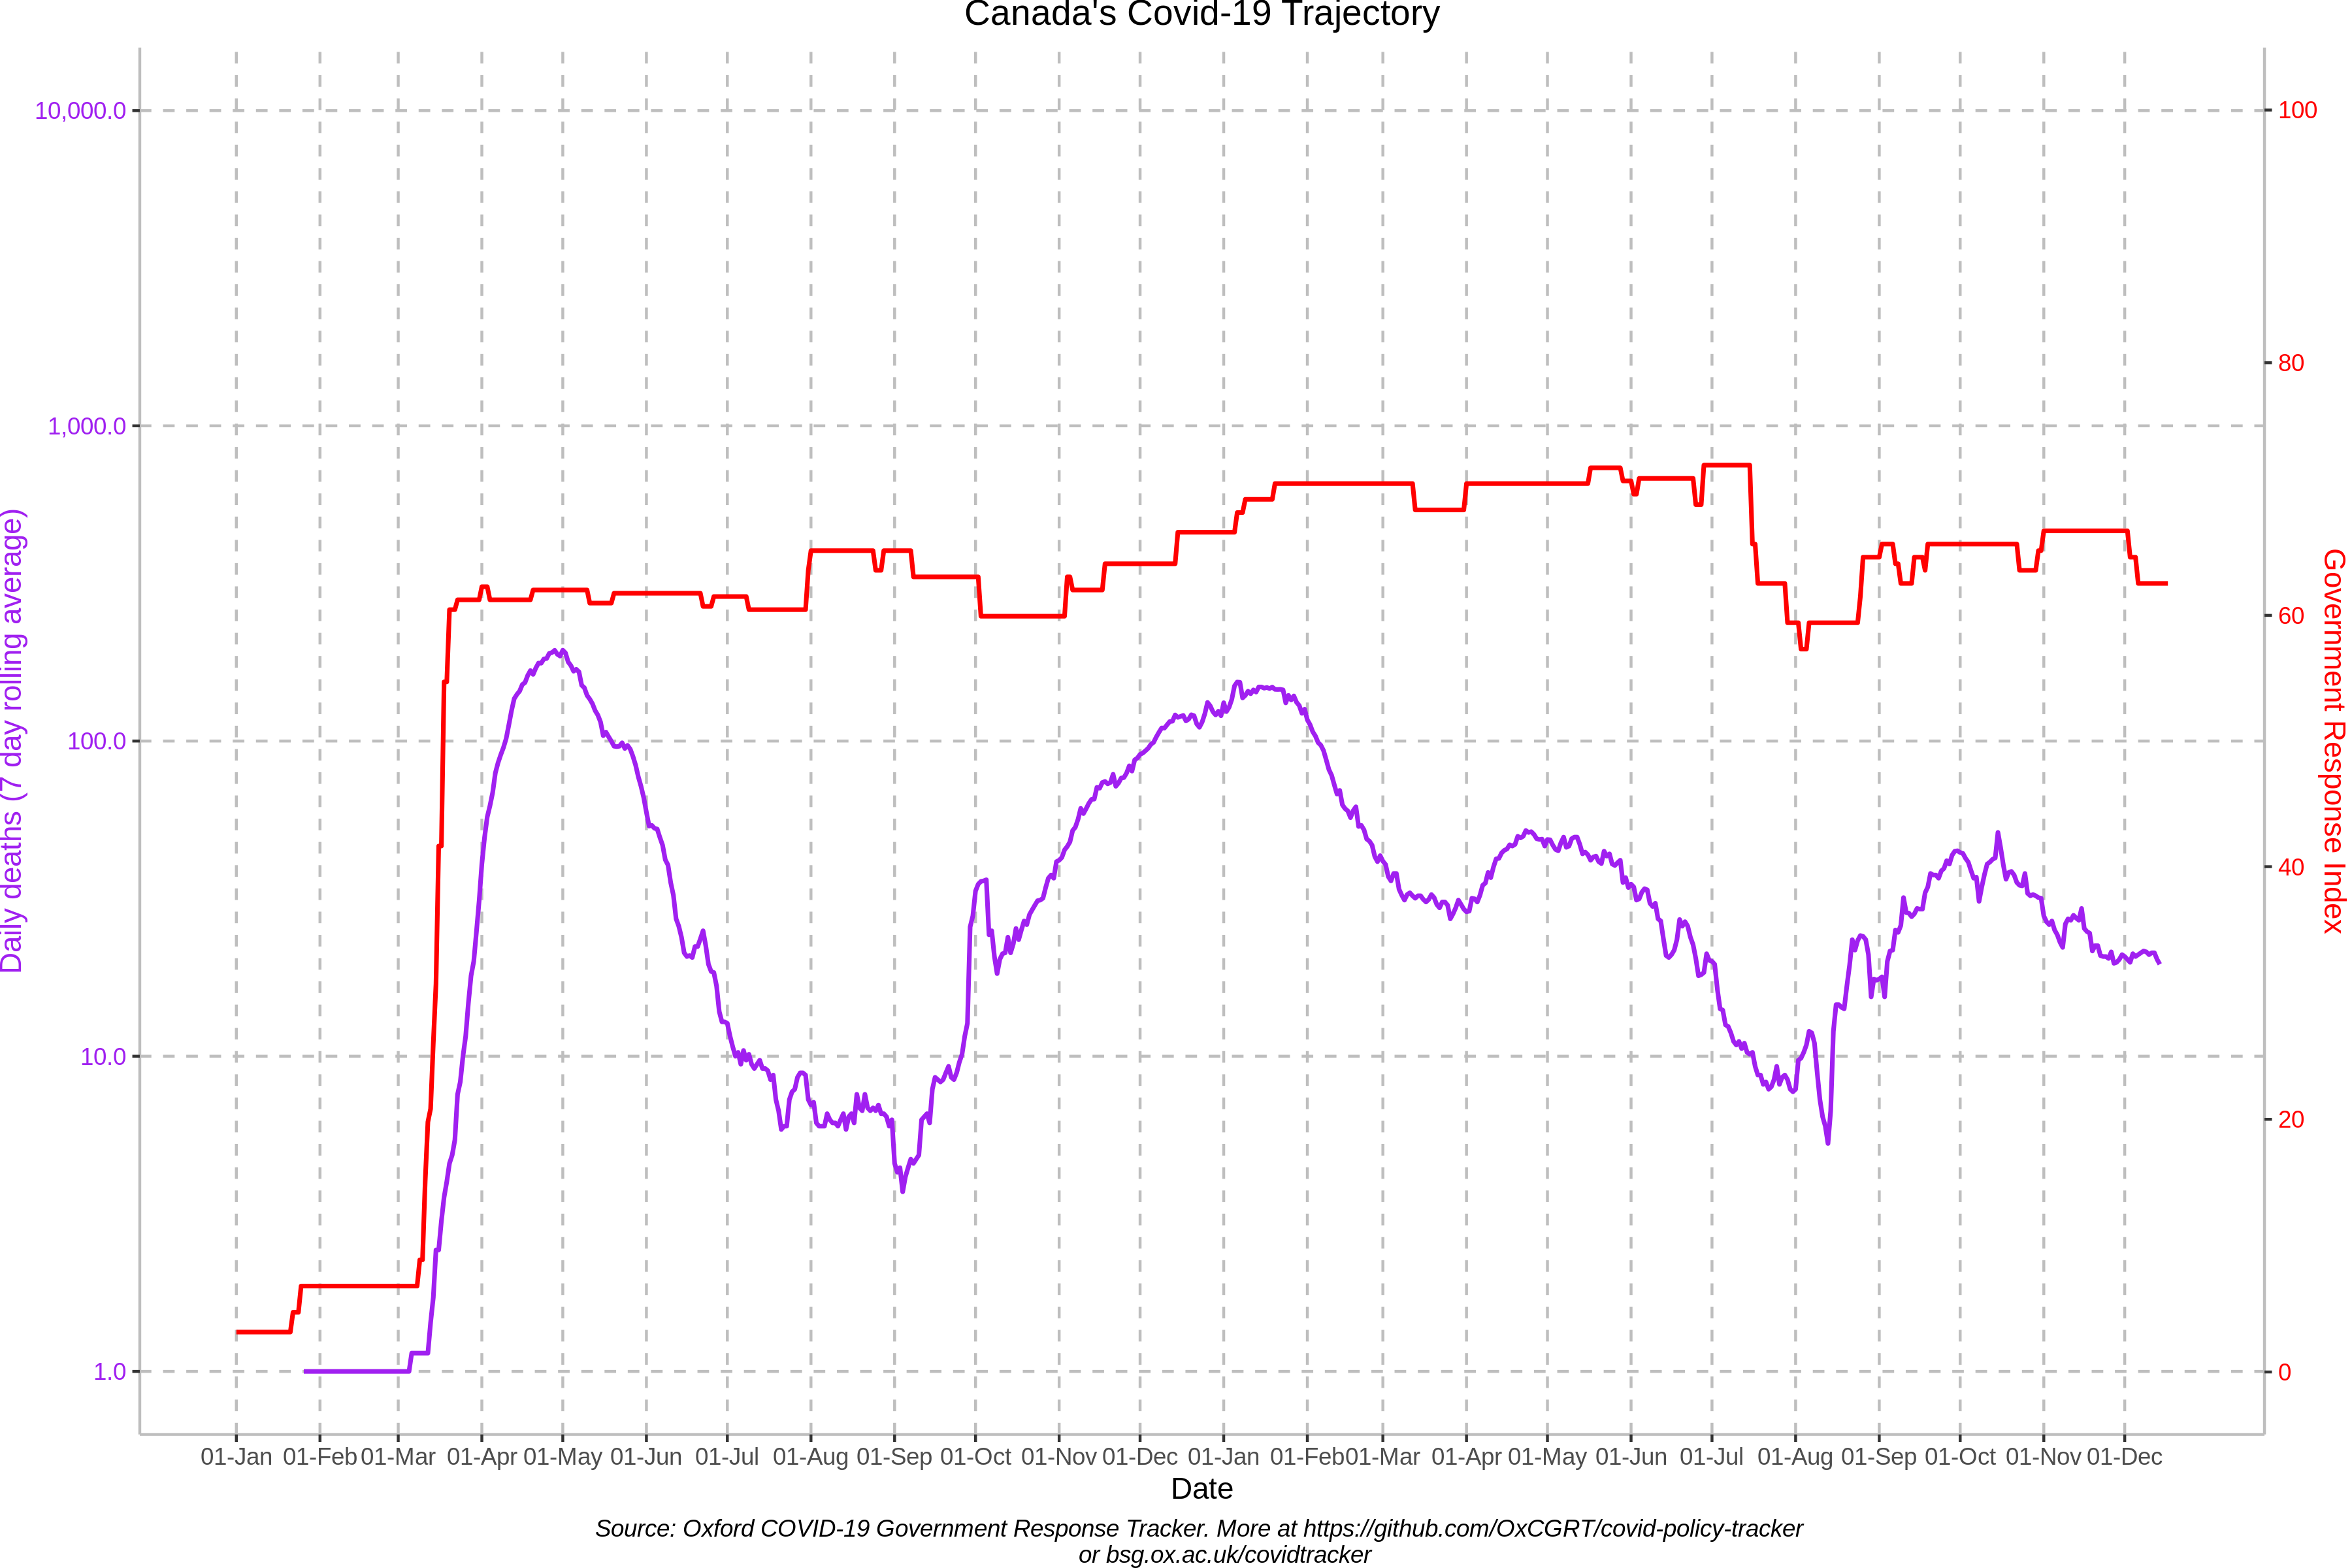 Canada's Covid-19 Trajectory
10,000.0
1,000.0
100.0
10.0
1.0
Daily deaths (7 day rolling average)
100
80
60
40
20
0
Government Response Index
01-Jan 01-Feb 01-Mar 01-Apr 01-May 01-Jun 01-Jul 01-Aug 01-Sep 01-Oct 01-Nov 01-Dec 01-Jan 01-Feb 01-Mar 01-Apr 01-May 01-Jun 01-Jul 01-Aug 01-Sep 01-Oct 01-Nov 01-Dec
Date
Source: Oxford COVID-19 Government Response Tracker. More at https://github.com/OxCGRT/covid-policy-tracker
or bsg.ox.ac.uk/covidtracker